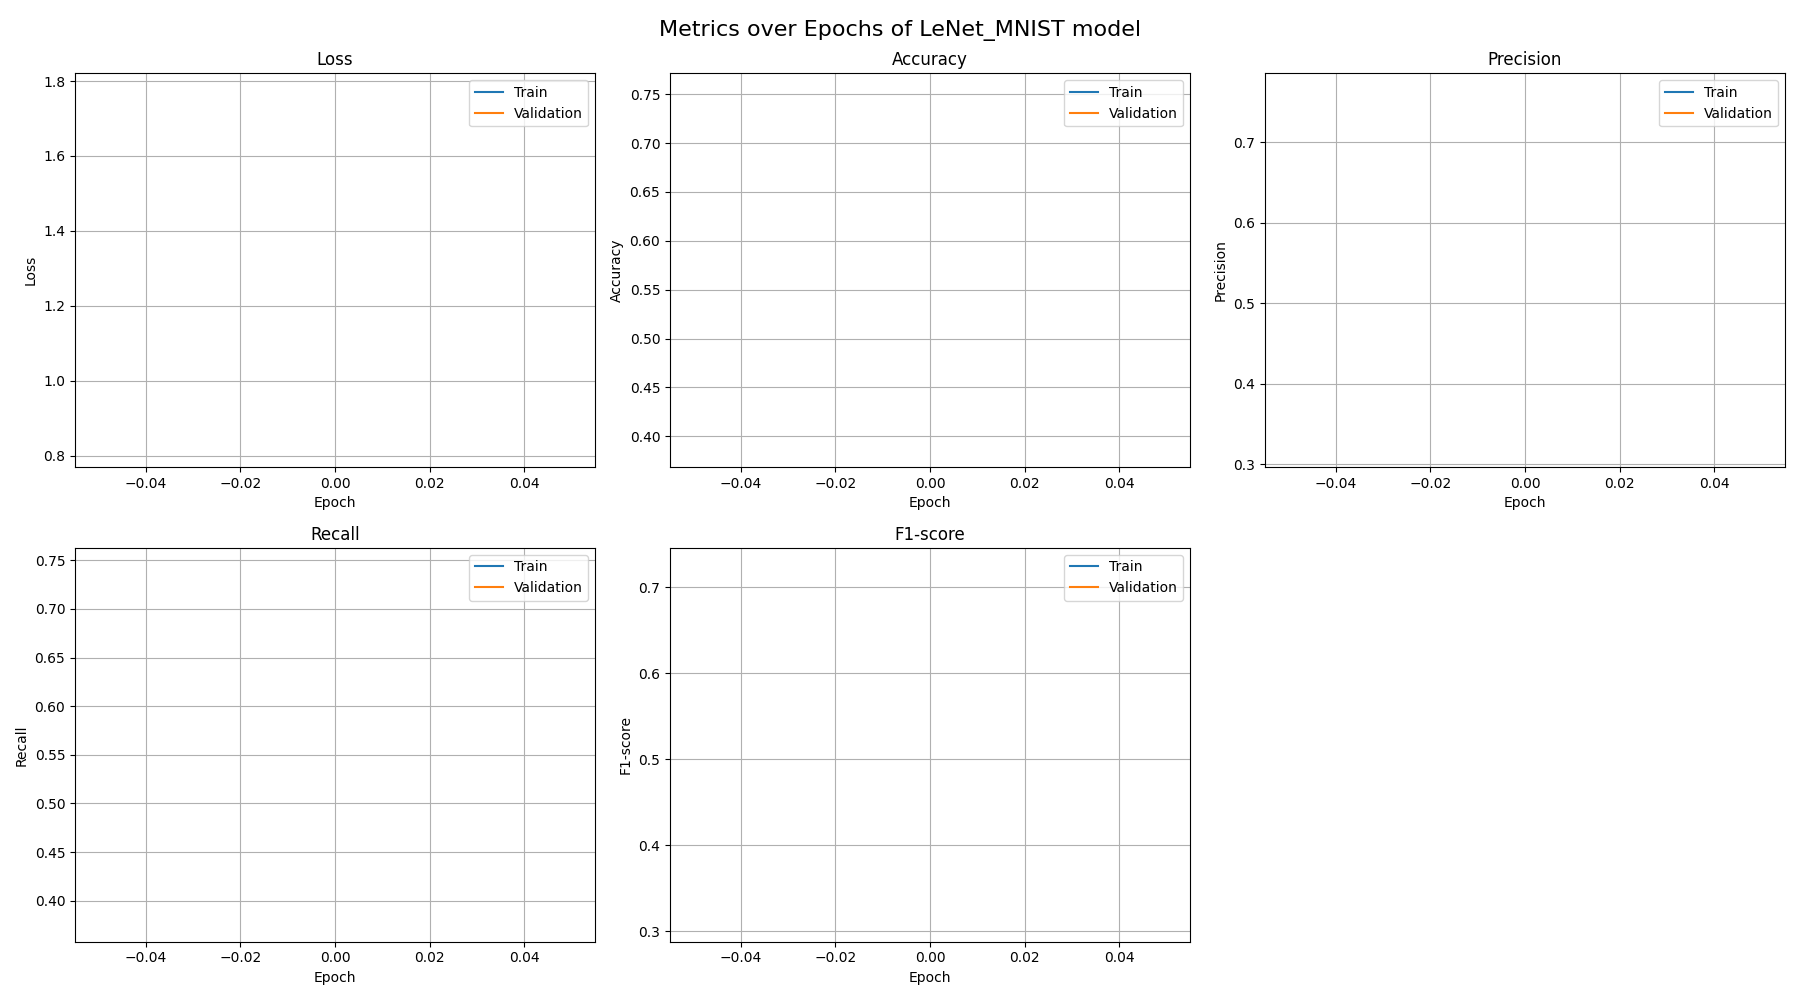 Metrics over Epochs of LeNet_MNIST model
Loss
Train
Validation
1.8
1.6
1.4
1.2
1.0
0.8
Loss
−0.04 −0.02 0.00 0.02 0.04
Epoch
Accuracy
Train
Validation
0.75
0.70
0.65
0.60
0.55
0.50
0.45
0.40
Accuracy
−0.04 −0.02 0.00 0.02 0.04
Epoch
Precision
Train
Validation
0.7
0.6
0.5
0.4
0.3
Precision
−0.04 −0.02 0.00 0.02 0.04
Epoch
Recall
Train
Validation
0.75
0.70
0.65
0.60
0.55
0.50
0.45
0.40
Recall
−0.04 −0.02 0.00 0.02 0.04
Epoch
F1-score
Train
Validation
0.7
0.6
0.5
0.4
0.3
F1-score
−0.04 −0.02 0.00 0.02 0.04
Epoch